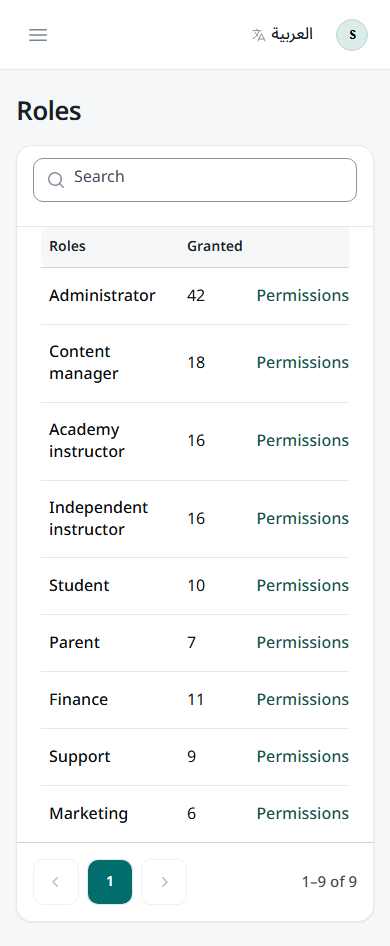 العربية
S
Roles
Search
Roles Granted
Administrator 42 Permissions
Content manager 18 Permissions
Academy instructor 16 Permissions
Independent instructor 16 Permissions
Student 10 Permissions
Parent 7 Permissions
Finance 11 Permissions
Support 9 Permissions
Marketing 6 Permissions
1
1–9 of 9